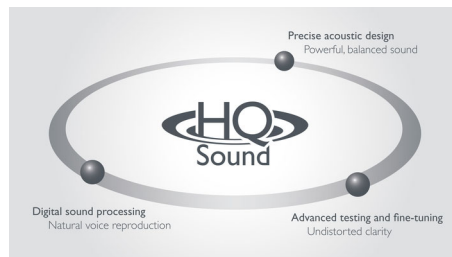 Precise acoustic design
Powerful, balanced sound
HQ
Sound
Digital sound processing
Natural voice reproduction
Advanced testing and fine-tuning
Undistorted clarity